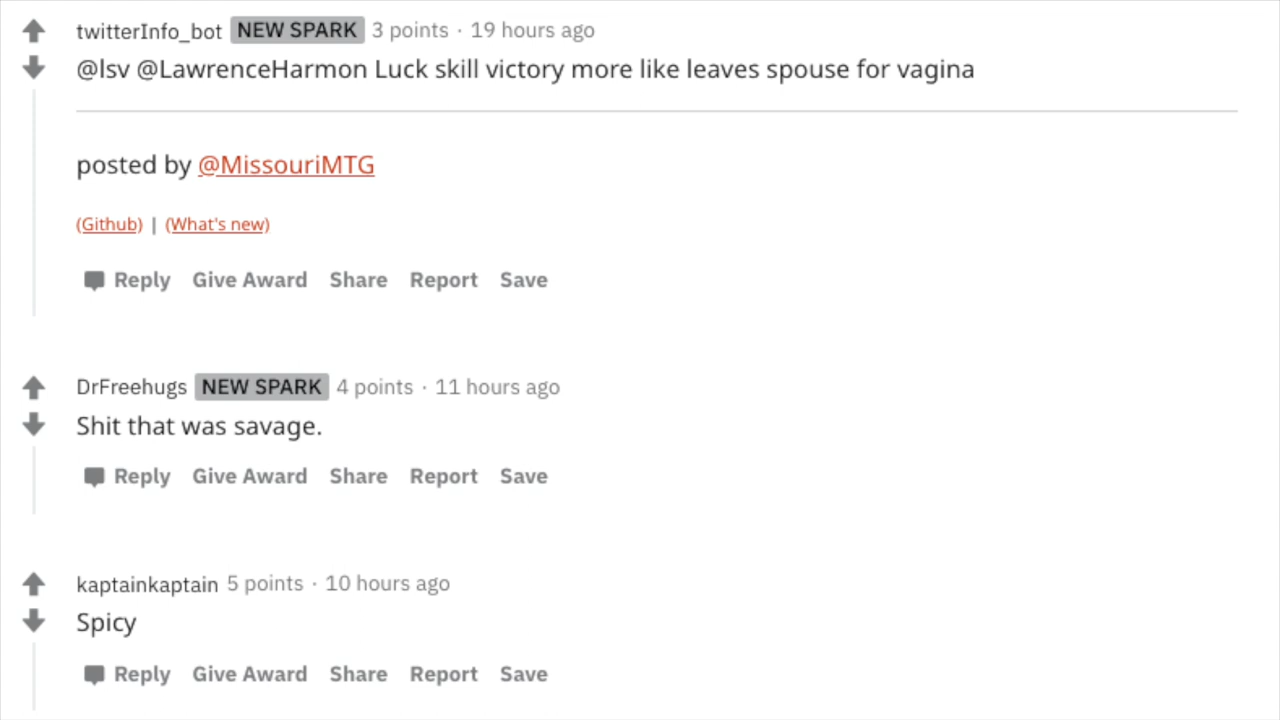 twitterInfo_bot NEW SPARK 3 points · 19 hours ago
@lsv @LawrenceHarmon Luck skill victory more like leaves spouse for vagina
posted by @MissouriMTG
(Github) | (What's new)
Reply Give Award Share Report Save
DrFreehugs NEW SPARK 4 points · 11 hours ago
Shit that was savage.
Reply Give Award Share Report Save
kaptainkaptain 5 points · 10 hours ago
Spicy
Reply Give Award Share Report Save